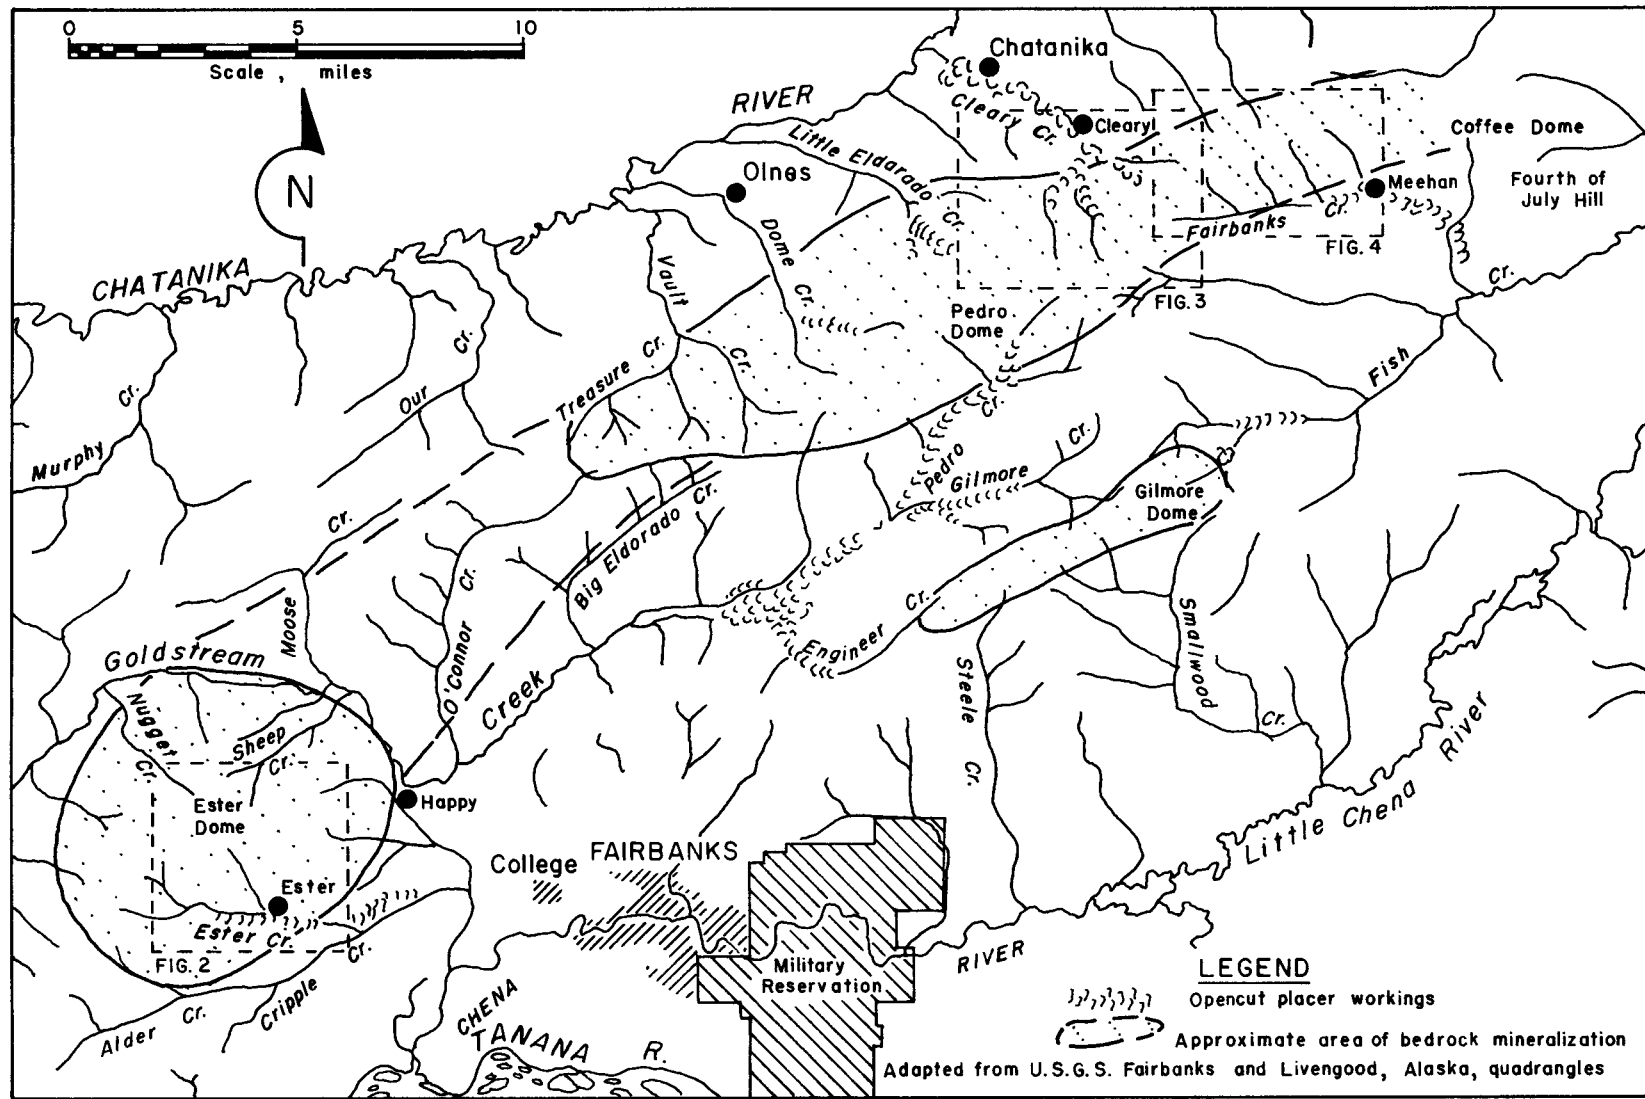 0 5 10
Scale , miles
N
CHATANIKA
RIVER
Chatanika
Cleary Cr.
Cleary
Little Eldarado Cr.
Olnes
Dome Cr.
Vault Cr.
Coffee Dome
Meehan
Fourth of
July Hill
Fairbanks Cr.
FIG. 4
FIG. 3
Pedro
Dome
Murphy Cr.
Our Cr.
Treasure Cr.
Fish Cr.
Pedro Cr.
Gilmore Cr.
Gilmore
Dome
Cr.
Moose
Big Eldorado Cr.
O'Connor Cr.
Engineer Cr.
Smallwood Cr.
Steele Cr.
Goldstream
Creek
Nugget Cr.
Sheep Cr.
Ester
Dome
Happy
Ester
Ester Cr.
FIG. 2
Alder Cr.
Cripple Cr.
College
FAIRBANKS
Military
Reservation
CHENA
RIVER
Little Chena River
TANANA R.
LEGEND
Opencut placer workings
Approximate area of bedrock mineralization
Adapted from U.S.G.S. Fairbanks and Livengood, Alaska, quadrangles